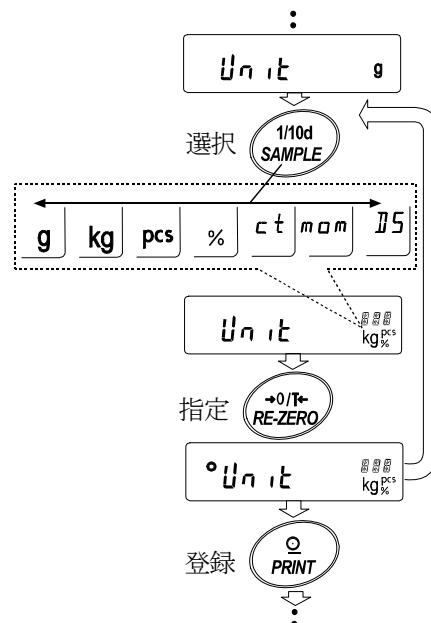 Unit g
選択
1/10d
SAMPLE
g kg pcs % ct mom DS
Unit kg pcs %
指定
→0/T←
RE-ZERO
°Unit kg pcs %
登録
PRINT